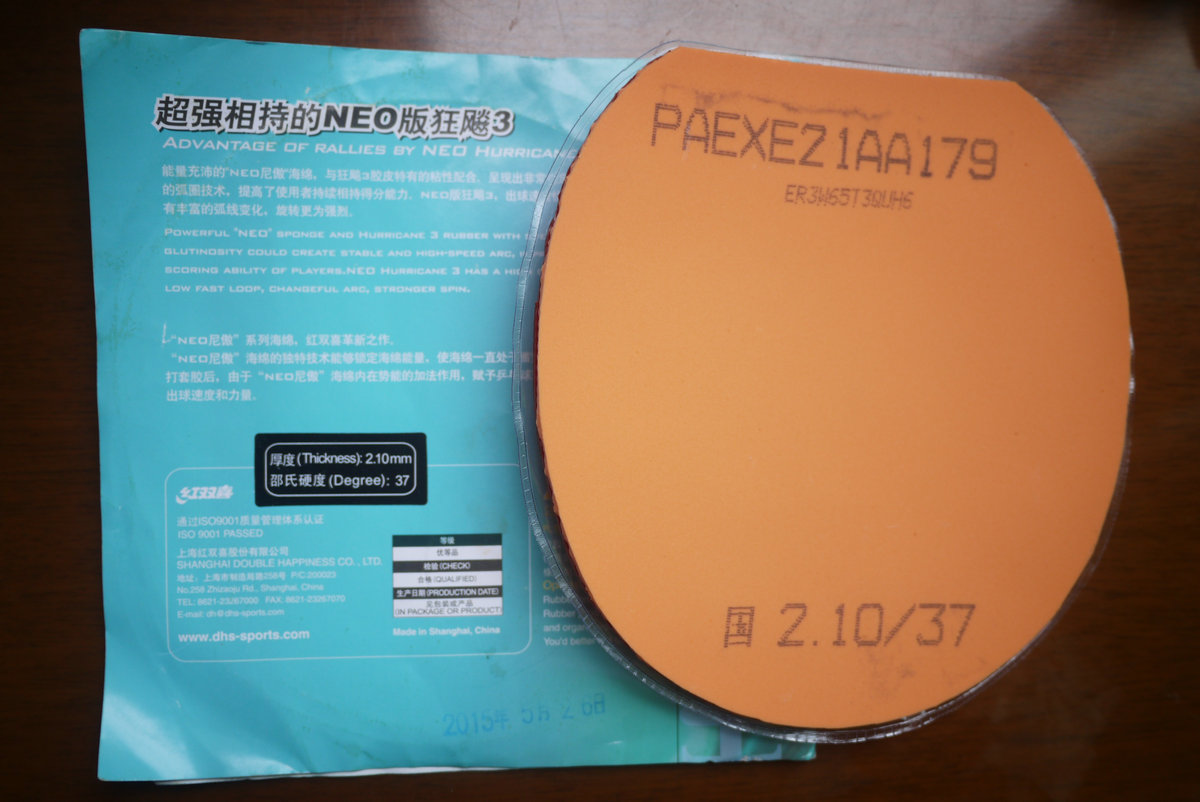 超强相持的NEO版狂飚3
ADVANTAGE OF RALLIES BY NEO HURRICANE
能量充沛的"NEO尼傲"海绵，与狂飚3胶皮特有的粘性配合，呈现出非常
的弧圈技术，提高了使用者持续相持得分能力。NEO版狂飚3，出球速
有丰富的弧线变化，旋转更为强烈。
POWERFUL "NEO" SPONGE AND HURRICANE 3 RUBBER WITH
GLUTINOSITY COULD CREATE STABLE AND HIGH-SPEED ARC,
SCORING ABILITY OF PLAYERS.NEO HURRICANE 3 HAS A
LOW FAST LOOP, CHANGEFUL ARC, STRONGER SPIN.
"NEO尼傲"系列海绵，红双喜革新之作。
"NEO尼傲"海绵的独特技术能够锁定海绵能量，使海绵一直处于
打套胶后，由于"NEO尼傲"海绵内在势能的加法作用，赋予乒乓球
出球速度和力量。
厚度(Thickness): 2.10mm
邵氏硬度(Degree): 37
红双喜
通过ISO9001质量管理体系认证
ISO 9001 PASSED
上海红双喜股份有限公司
SHANGHAI DOUBLE HAPPINESS CO., LTD.
地址: 上海市制造局路258号 P/C:200023
No.258 Zhizaoju Rd., Shanghai, China
TEL: 8621-23267000 FAX: 8621-23267070
E-mail: dh@dhs-sports.com
www.dhs-sports.com
等级
优等品
检验(CHECK)
合格(QUALIFIED)
生产日期(PRODUCTION DATE)
见包装或产品
(IN PACKAGE OR PRODUCT)
Made in Shanghai, China
Rubber
and organ
You'd better
2015年 5月 26日
PAEXE21AA179
ER3W65T3QUH6
国 2.10/37